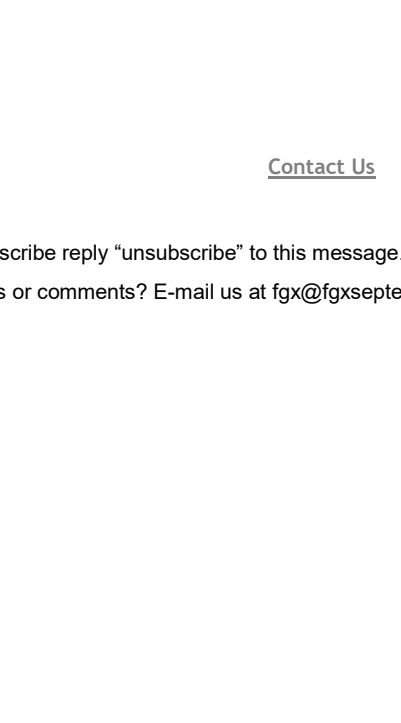 Contact Us
scribe reply “unsubscribe” to this message.
s or comments? E-mail us at fgx@fgxsepte